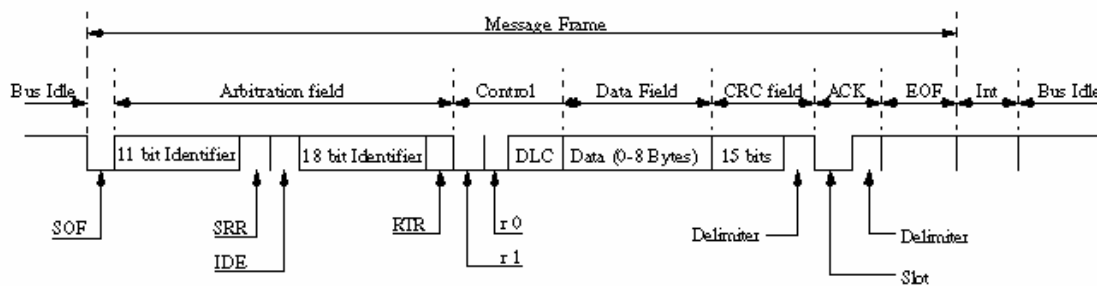 Message Frame
Bus Idle Arbitration field Control Data Field CRC field ACK EOF Int Bus Idle
11 bit Identifier 18 bit Identifier DLC Data (0-8 Bytes) 15 bits
SOF SRR RTR r 0 Delimiter Delimiter
IDE r 1 Slot